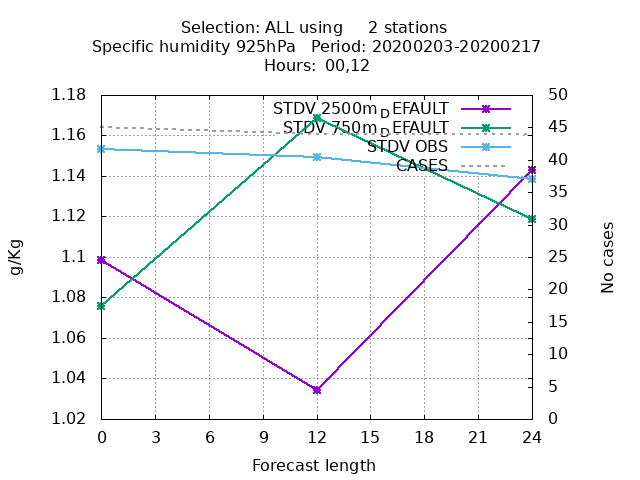 Selection: ALL using 2 stations
Specific humidity 925hPa Period: 20200203-20200217
Hours: 00,12
STDV 2500m_DEFAULT
STDV 750m_DEFAULT
STDV OBS
CASES
g/Kg
1.18
1.16
1.14
1.12
1.1
1.08
1.06
1.04
1.02
50
45
40
35
30
25
20
15
10
5
0
No cases
0 3 6 9 12 15 18 21 24
Forecast length